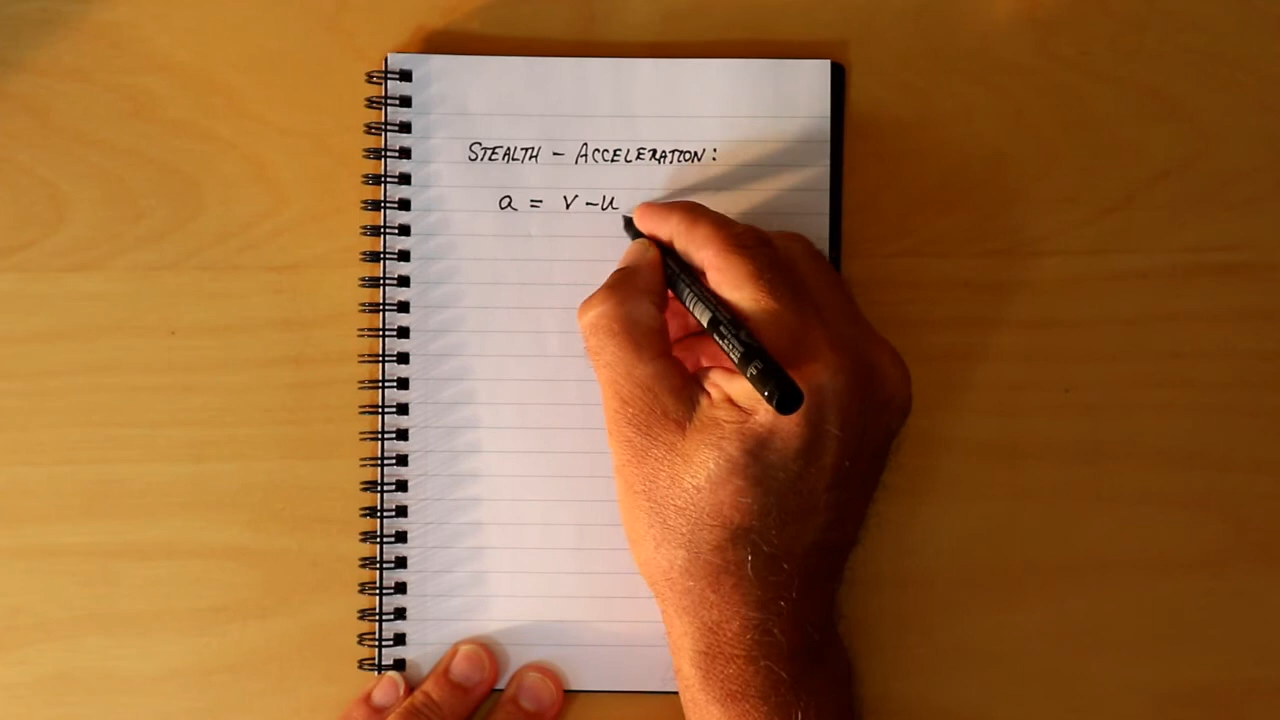 STEALTH - ACCELERATION:
a = v - u